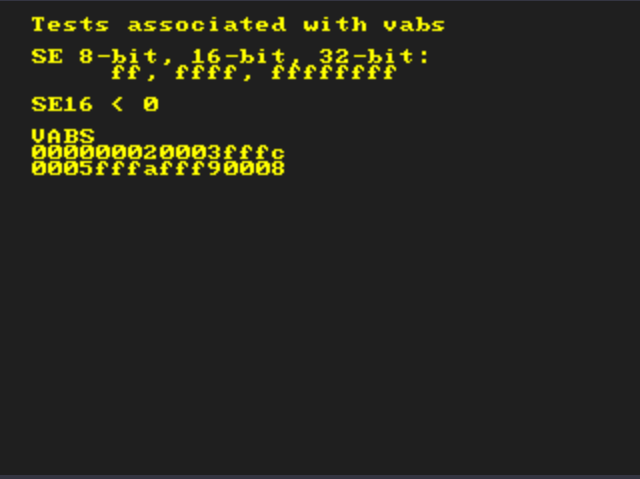 Tests associated with vabs
SE 8-bit, 16-bit, 32-bit:
ff, ffff, ffffffff
SE16 < 0
VABS
000000020003fffc
0005fffafff90008